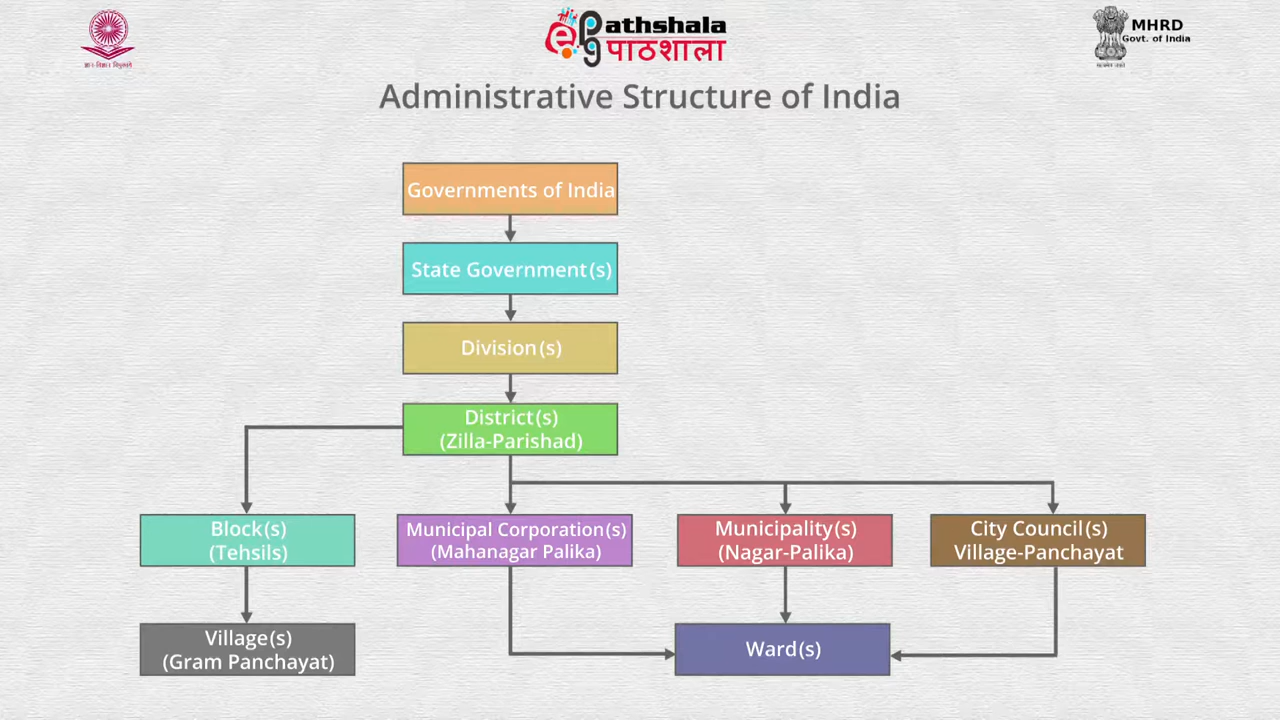 ePgPathshala
पाठशाला
MHRD
Govt. of India
Administrative Structure of India
Governments of India
State Government(s)
Division(s)
District(s)
(Zilla-Parishad)
Block(s)
(Tehsils)
Municipal Corporation(s)
(Mahanagar Palika)
Municipality(s)
(Nagar-Palika)
City Council(s)
Village-Panchayat
Village(s)
(Gram Panchayat)
Ward(s)